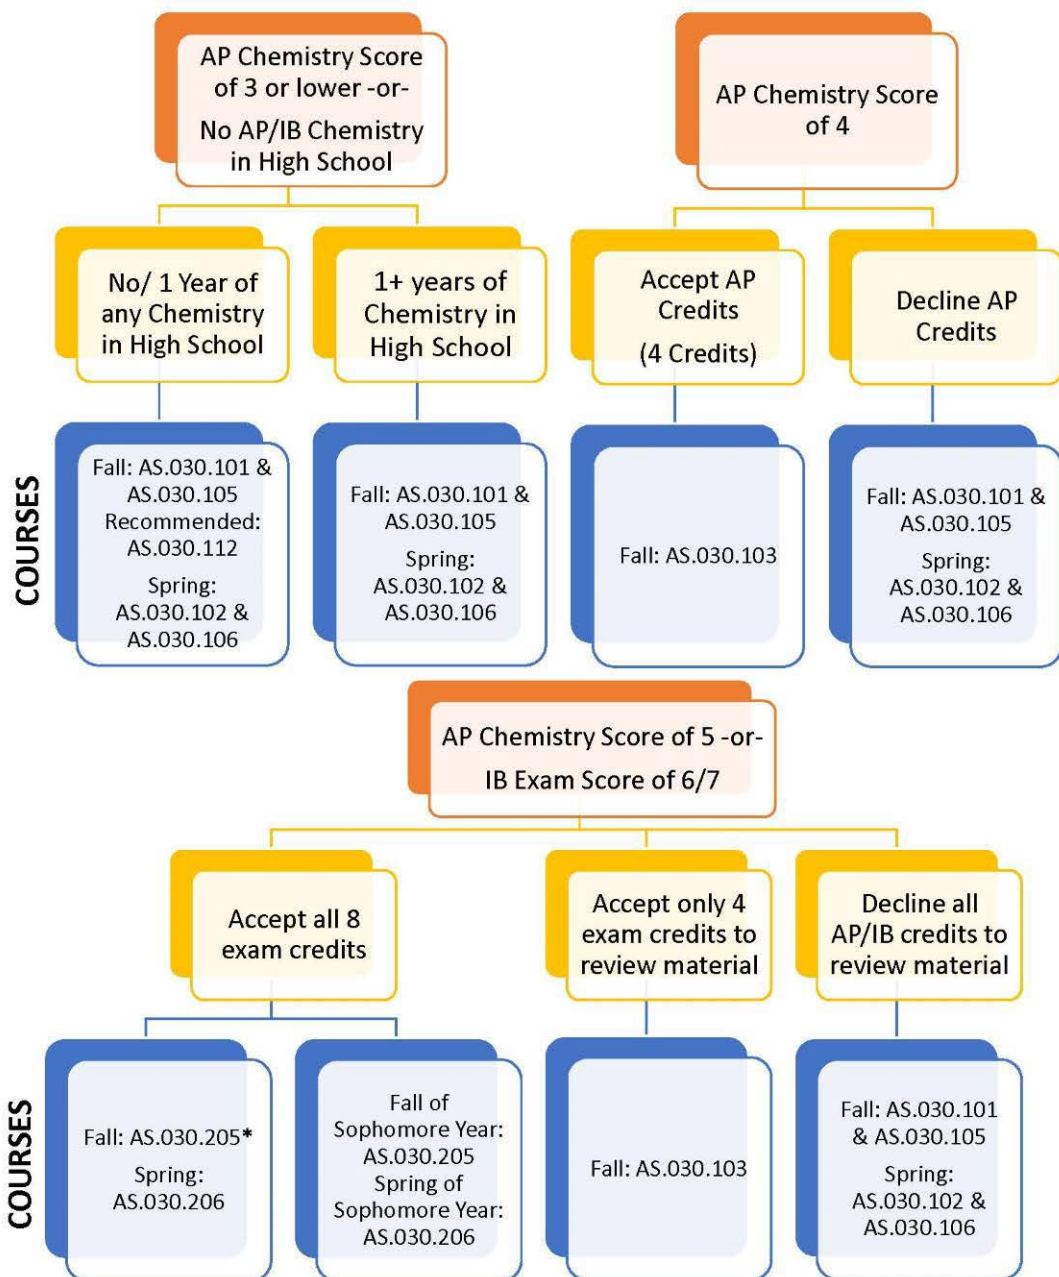 AP Chemistry Score
of 3 or lower -or-
No AP/IB Chemistry
in High School
AP Chemistry Score
of 4
No/ 1 Year of
any Chemistry
in High School
1+ years of
Chemistry in
High School
Accept AP
Credits
(4 Credits)
Decline AP
Credits
COURSES
Fall: AS.030.101 &
AS.030.105
Recommended:
AS.030.112
Spring:
AS.030.102 &
AS.030.106
Fall: AS.030.101 &
AS.030.105
Spring:
AS.030.102 &
AS.030.106
Fall: AS.030.103
Fall: AS.030.101 &
AS.030.105
Spring:
AS.030.102 &
AS.030.106
AP Chemistry Score of 5 -or-
IB Exam Score of 6/7
Accept all 8
exam credits
Accept only 4
exam credits to
review material
Decline all
AP/IB credits to
review material
COURSES
Fall: AS.030.205*
Spring:
AS.030.206
Fall of
Sophomore Year:
AS.030.205
Spring of
Sophomore Year:
AS.030.206
Fall: AS.030.103
Fall: AS.030.101
& AS.030.105
Spring:
AS.030.102 &
AS.030.106